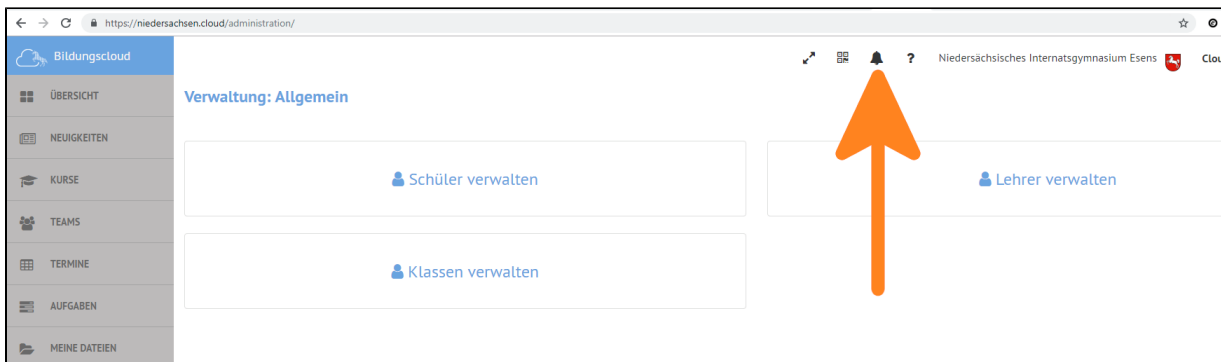 https://niedersachsen.cloud/administration/
Bildungscloud
? Niedersächsisches Internatsgymnasium Esens
ÜBERSICHT
Verwaltung: Allgemein
NEUIGKEITEN
KURSE
Schüler verwalten
Lehrer verwalten
TEAMS
TERMINE
Klassen verwalten
AUFGABEN
MEINE DATEIEN